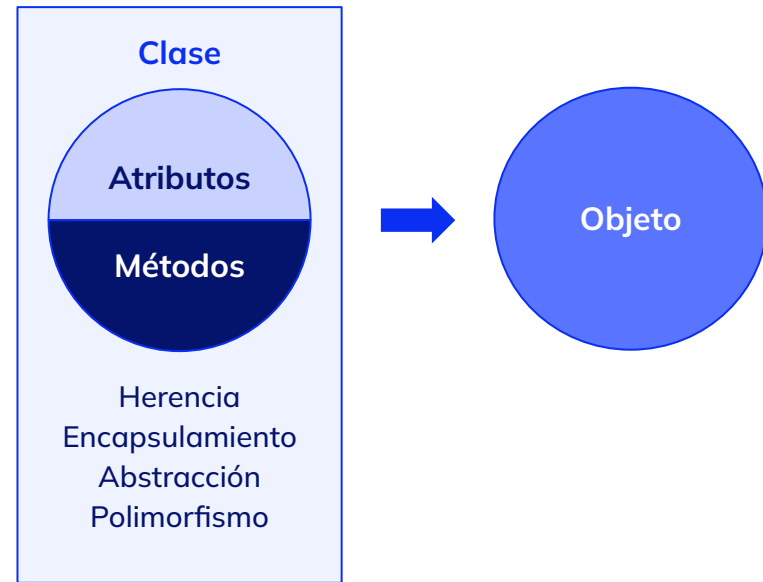 Clase
Atributos
Métodos
Herencia
Encapsulamiento
Abstracción
Polimorfismo
Objeto